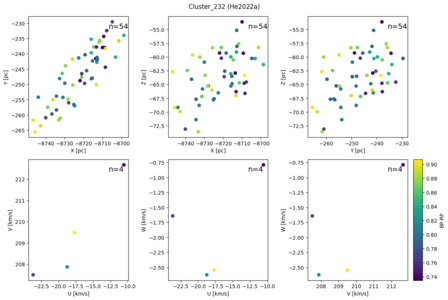 Cluster_232 (He2022a)
n=54
n=54
n=54
−230
−235
−240
−245
−250
−255
−260
−265
Y [pc]
−8740 −8730 −8720 −8710 −8700
X [pc]
−55.0
−57.5
−60.0
−62.5
−65.0
−67.5
−70.0
−72.5
Z [pc]
−8740 −8730 −8720 −8710 −8700
X [pc]
−55.0
−57.5
−60.0
−62.5
−65.0
−67.5
−70.0
−72.5
Z [pc]
−260 −250 −240 −230
Y [pc]
n=4
n=4
n=4
212
211
210
209
208
V [km/s]
−22.5 −20.0 −17.5 −15.0 −12.5 −10.0
U [km/s]
−0.75
−1.00
−1.25
−1.50
−1.75
−2.00
−2.25
−2.50
W [km/s]
−22.5 −20.0 −17.5 −15.0 −12.5 −10.0
U [km/s]
−0.75
−1.00
−1.25
−1.50
−1.75
−2.00
−2.25
−2.50
W [km/s]
208 209 210 211 212
V [km/s]
0.90
0.88
0.86
0.84
0.82
0.80
0.78
0.76
0.74
BP-RP